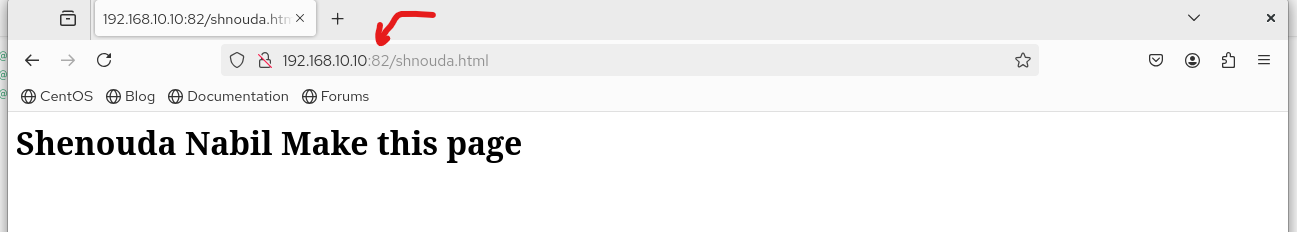 192.168.10.10:82/shnouda.htm
192.168.10.10:82/shnouda.html
CentOS Blog Documentation Forums
Shenouda Nabil Make this page